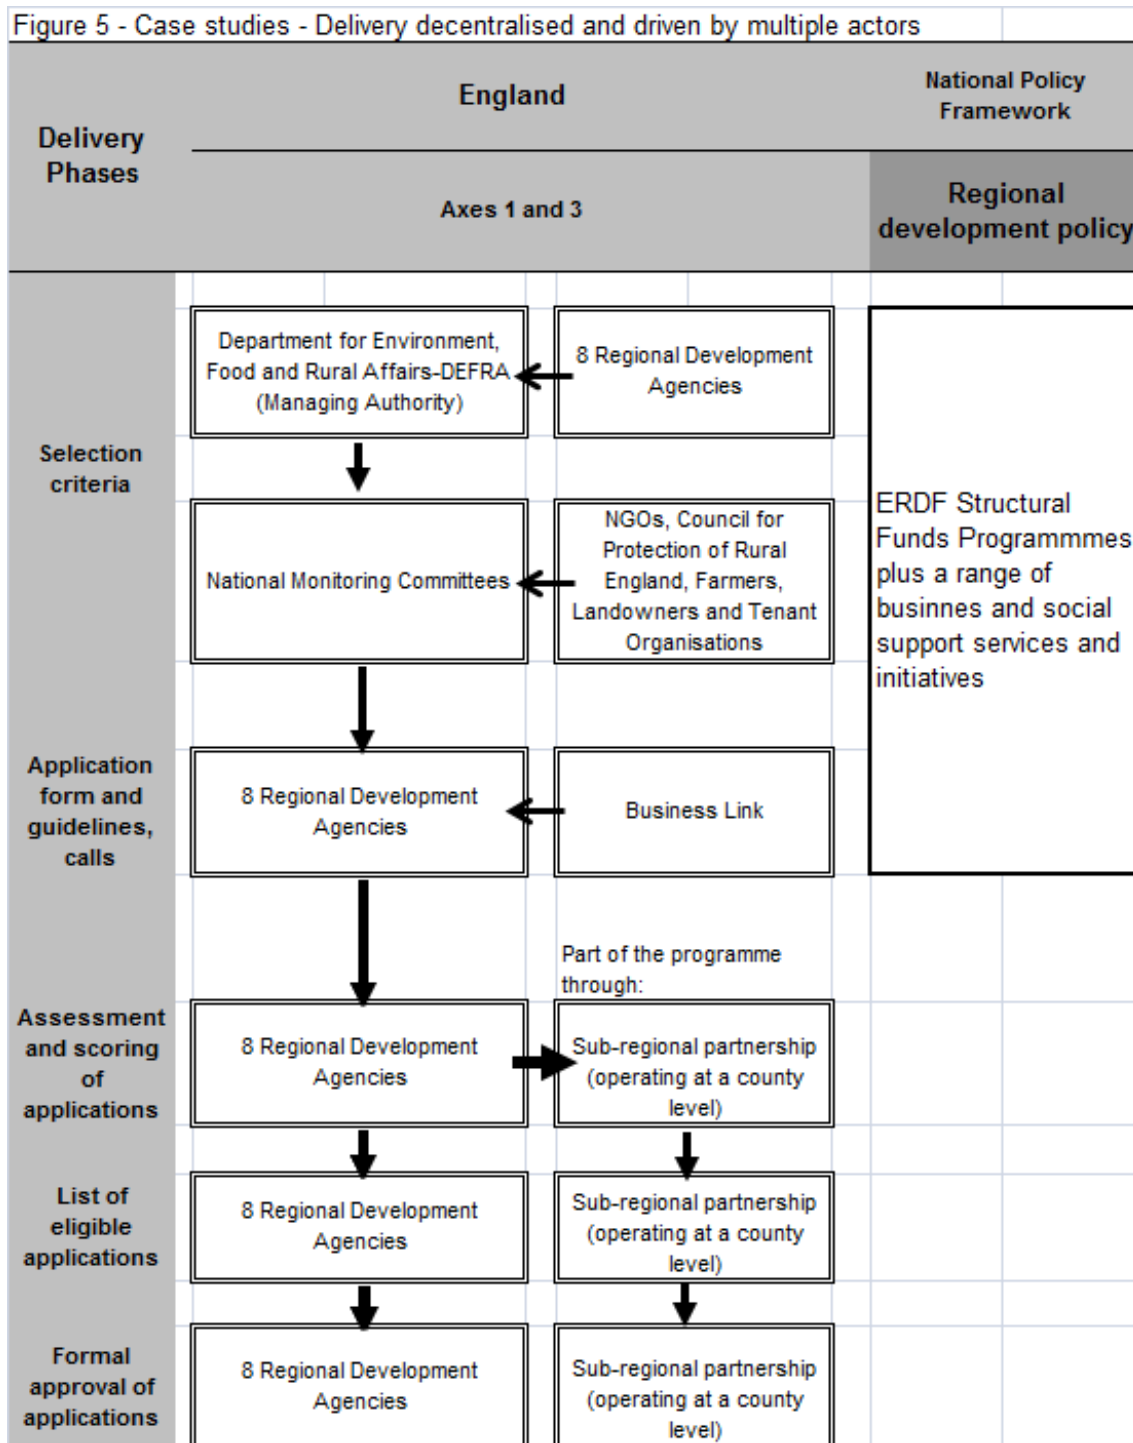 Figure 5 - Case studies - Delivery decentralised and driven by multiple actors
Delivery
Phases
England
National Policy
Framework
Axes 1 and 3
Regional
development policy
Selection
criteria
Department for Environment,
Food and Rural Affairs-DEFRA
(Managing Authority)
8 Regional Development
Agencies
National Monitoring Committees
NGOs, Council for
Protection of Rural
England, Farmers,
Landowners and Tenant
Organisations
ERDF Structural
Funds Programmmes
plus a range of
businnes and social
support services and
initiatives
Application
form and
guidelines,
calls
8 Regional Development
Agencies
Business Link
Part of the programme
through:
Assessment
and scoring
of
applications
8 Regional Development
Agencies
Sub-regional partnership
(operating at a county
level)
List of
eligible
applications
8 Regional Development
Agencies
Sub-regional partnership
(operating at a county
level)
Formal
approval of
applications
8 Regional Development
Agencies
Sub-regional partnership
(operating at a county
level)